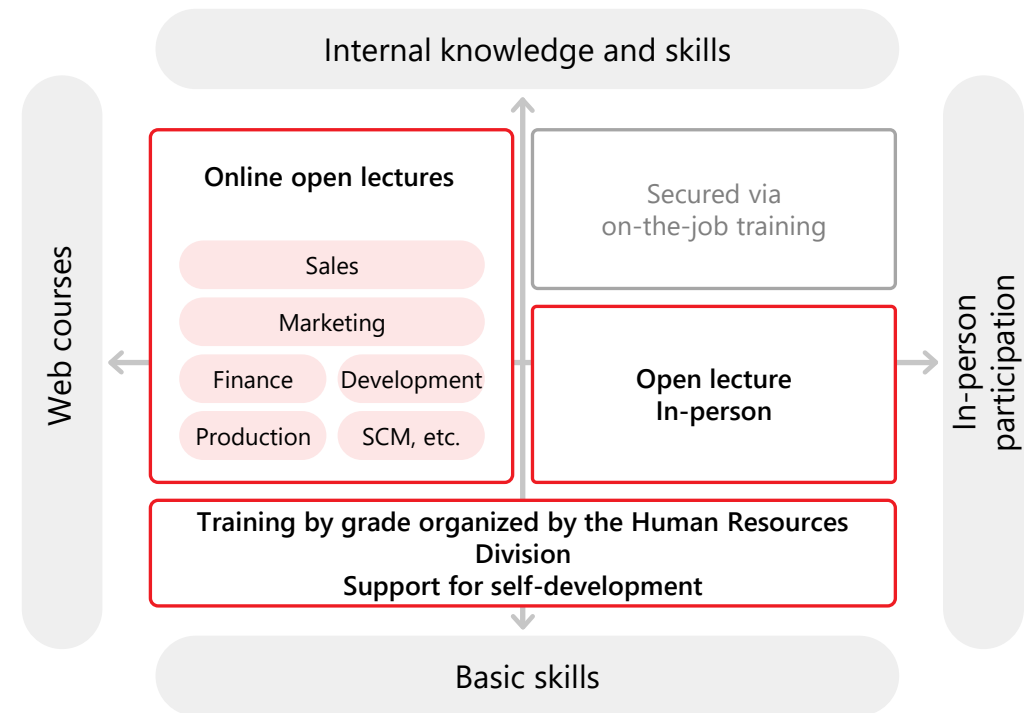 Internal knowledge and skills
Web courses
Online open lectures
Sales
Marketing
Finance
Development
Production
SCM, etc.
Secured via
on-the-job training
Open lecture
In-person
In-person
participation
Training by grade organized by the Human Resources
Division
Support for self-development
Basic skills